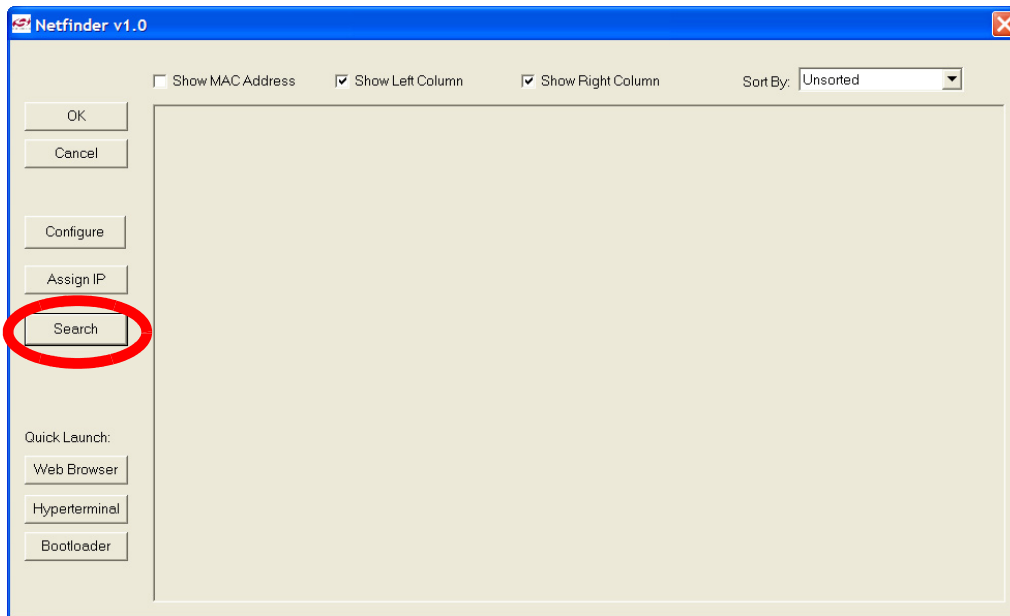 Netfinder v1.0
Show MAC Address
Show Left Column
Show Right Column
Sort By:
Unsorted
OK
Cancel
Configure
Assign IP
Search
Quick Launch:
Web Browser
Hyperterminal
Bootloader